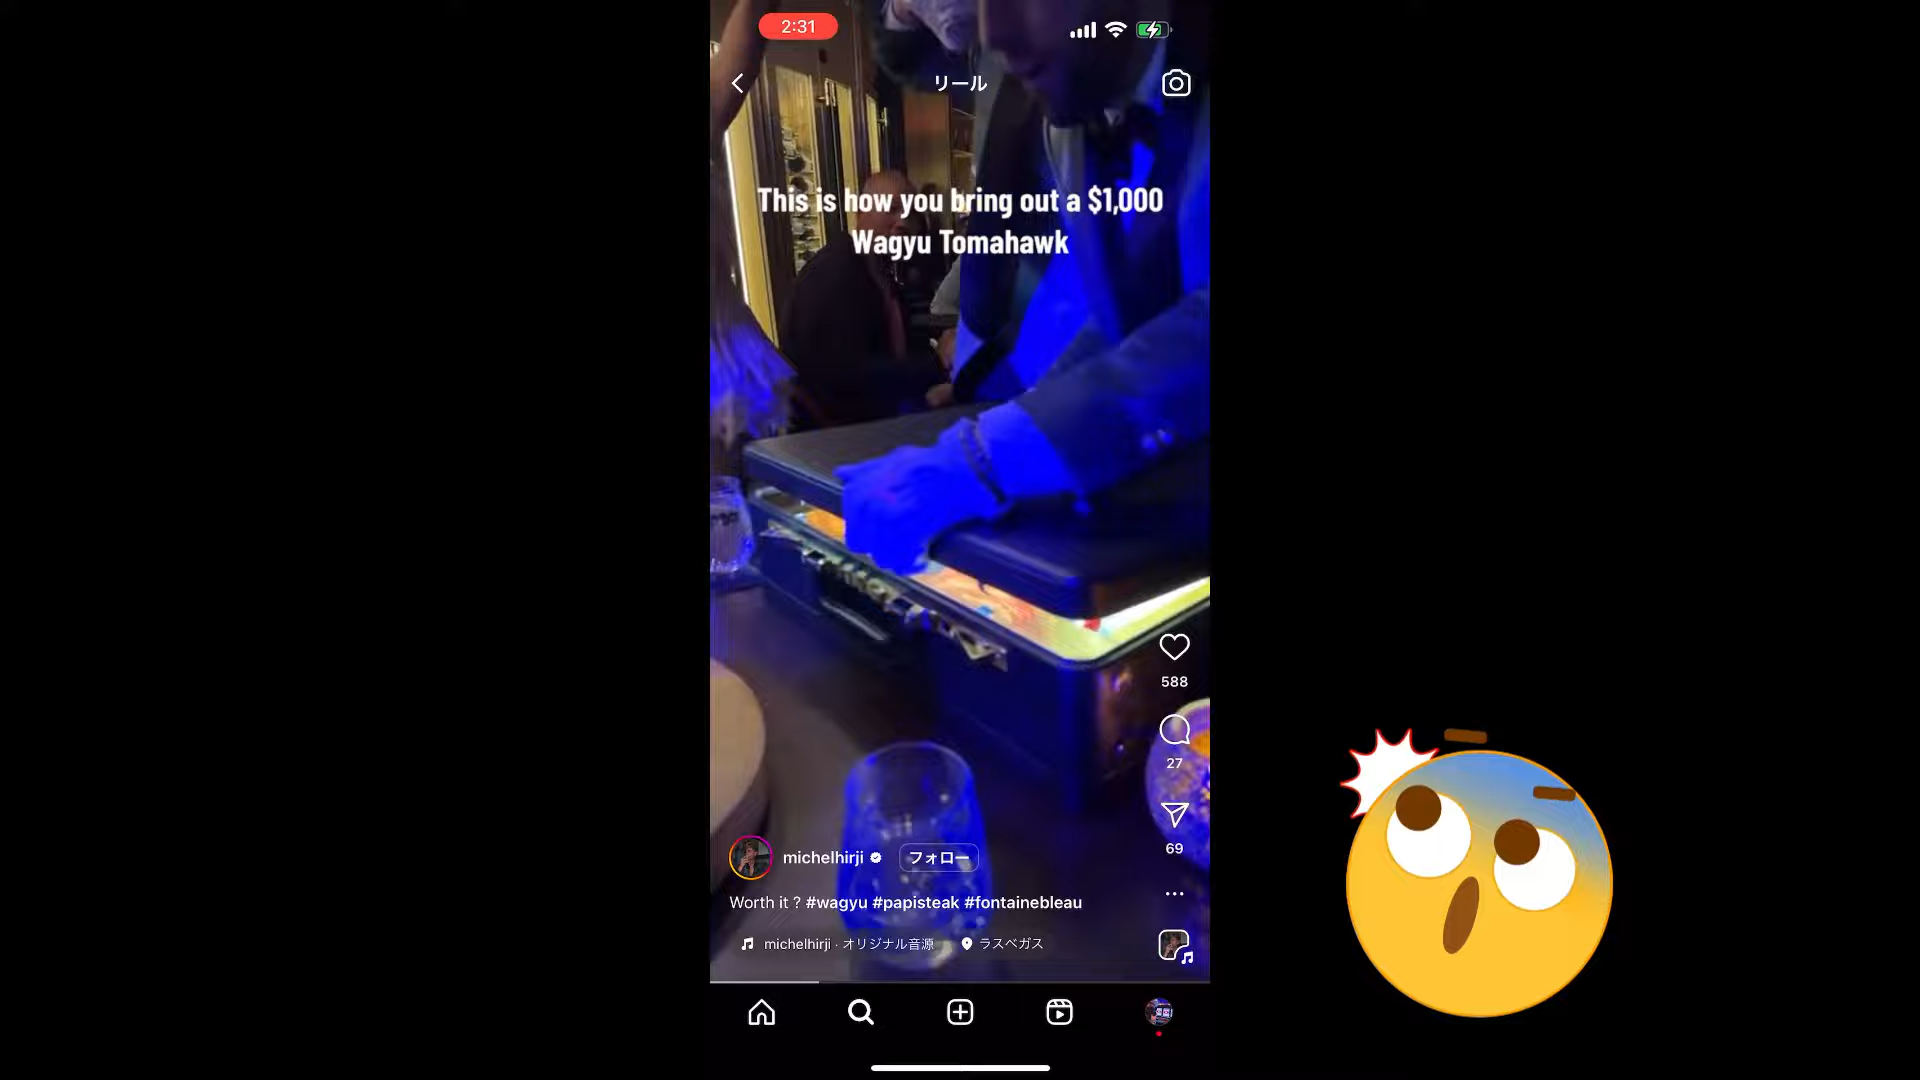 2:31
リール
This is how you bring out a $1,000
Wagyu Tomahawk
588
27
69
michelhirji フォロー
Worth it ? #wagyu #papisteak #fontainebleau
michelhirji · オリジナル音源 ラスベガス